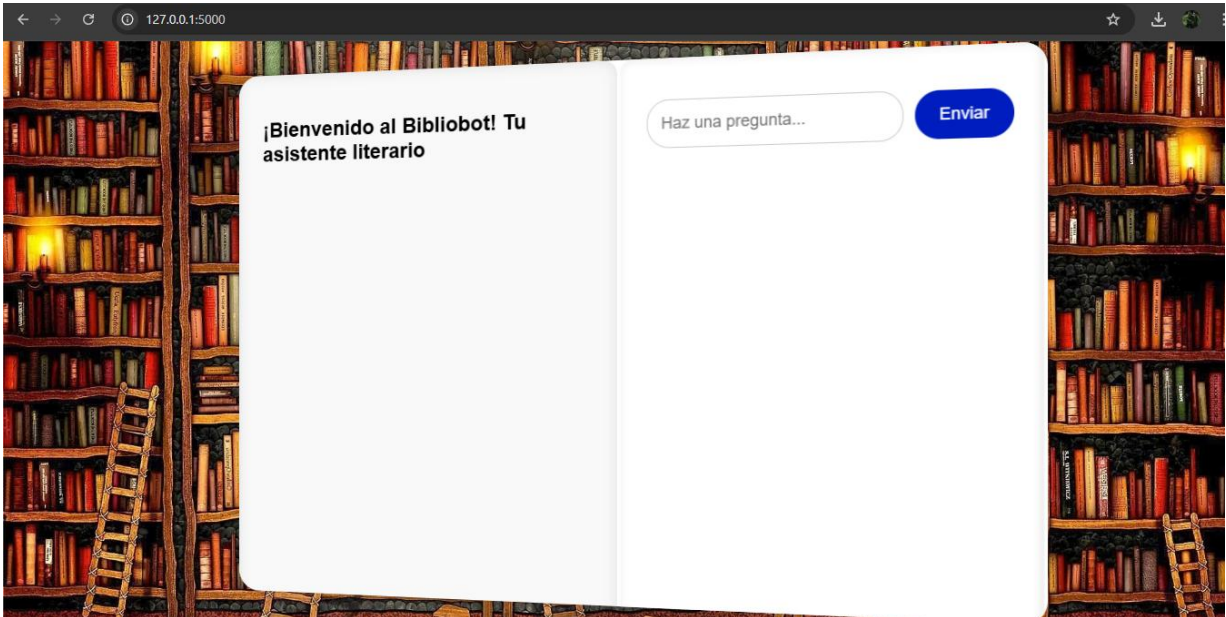 127.0.0.1:5000
¡Bienvenido al Bibliobot! Tu
asistente literario
Haz una pregunta...
Enviar